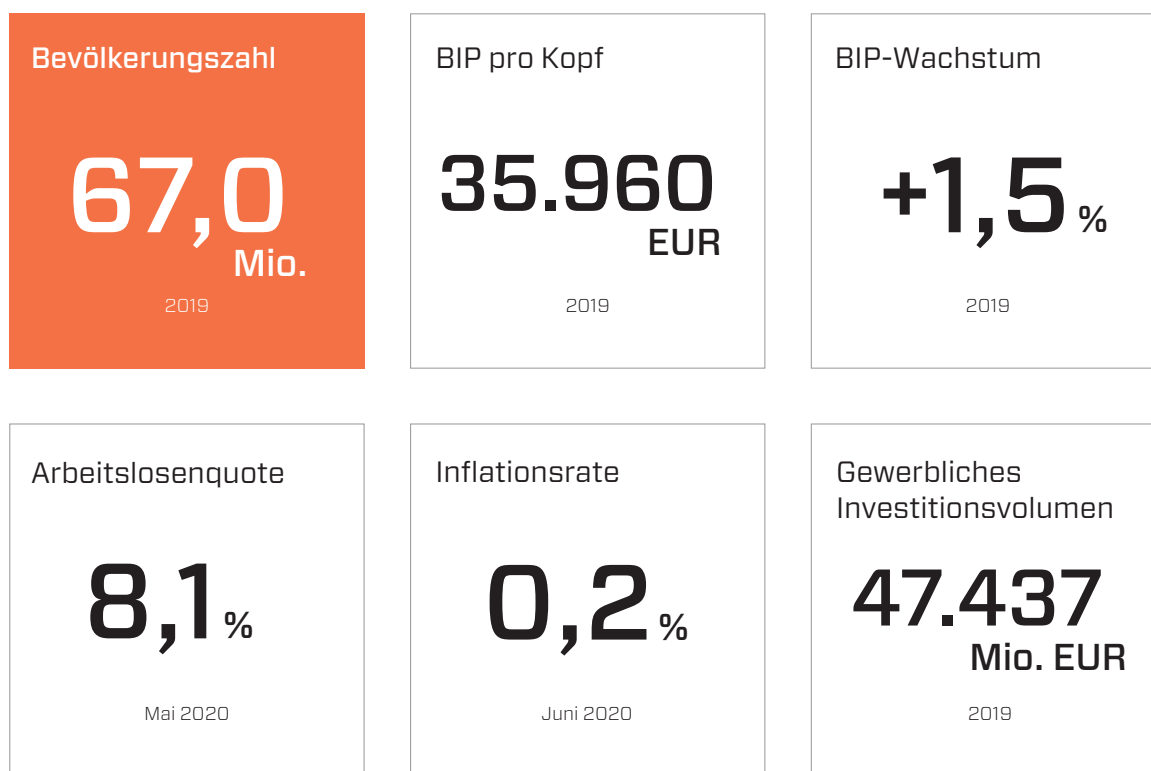 Bevölkerungszahl
67,0
Mio.
2019
BIP pro Kopf
35.960
EUR
2019
BIP-Wachstum
+1,5 %
2019
Arbeitslosenquote
8,1 %
Mai 2020
Inflationsrate
0,2 %
Juni 2020
Gewerbliches
Investitionsvolumen
47.437
Mio. EUR
2019